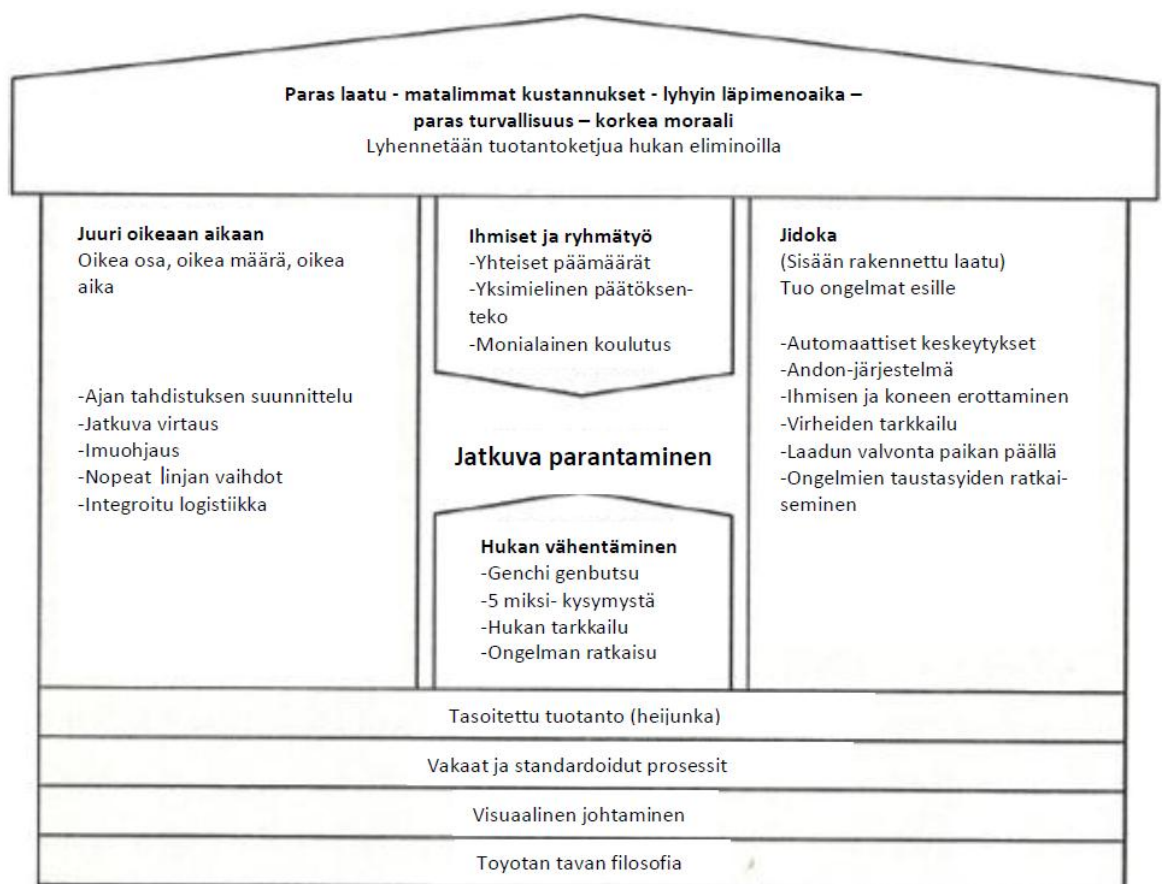 Paras laatu - matalimmat kustannukset - lyhyin läpimenoaika –
paras turvallisuus – korkea moraali
Lyhennetään tuotantoketjua hukan eliminoilla
Juuri oikeaan aikaan
Oikea osa, oikea määrä, oikea
aika
-Ajan tahdistuksen suunnittelu
-Jatkuva virtaus
-Imuohjaus
-Nopeat linjan vaihdot
-Integroitu logistiikka
Ihmiset ja ryhmätyö
-Yhteiset päämäärät
-Yksimielinen päätöksen-
teko
-Monialainen koulutus
Jatkuva parantaminen
Hukan vähentäminen
-Genchi genbutsu
-5 miksi- kysymystä
-Hukan tarkkailu
-Ongelman ratkaisu
Jidoka
(Sisään rakennettu laatu)
Tuo ongelmat esille
-Automaattiset keskeytykset
-Andon-järjestelmä
-Ihmisen ja koneen erottaminen
-Virheiden tarkkailu
-Laadun valvonta paikan päällä
-Ongelmien taustasyiden ratkai-
seminen
Tasoitettu tuotanto (heijunka)
Vakaat ja standardoidut prosessit
Visuaalinen johtaminen
Toyotan tavan filosofia